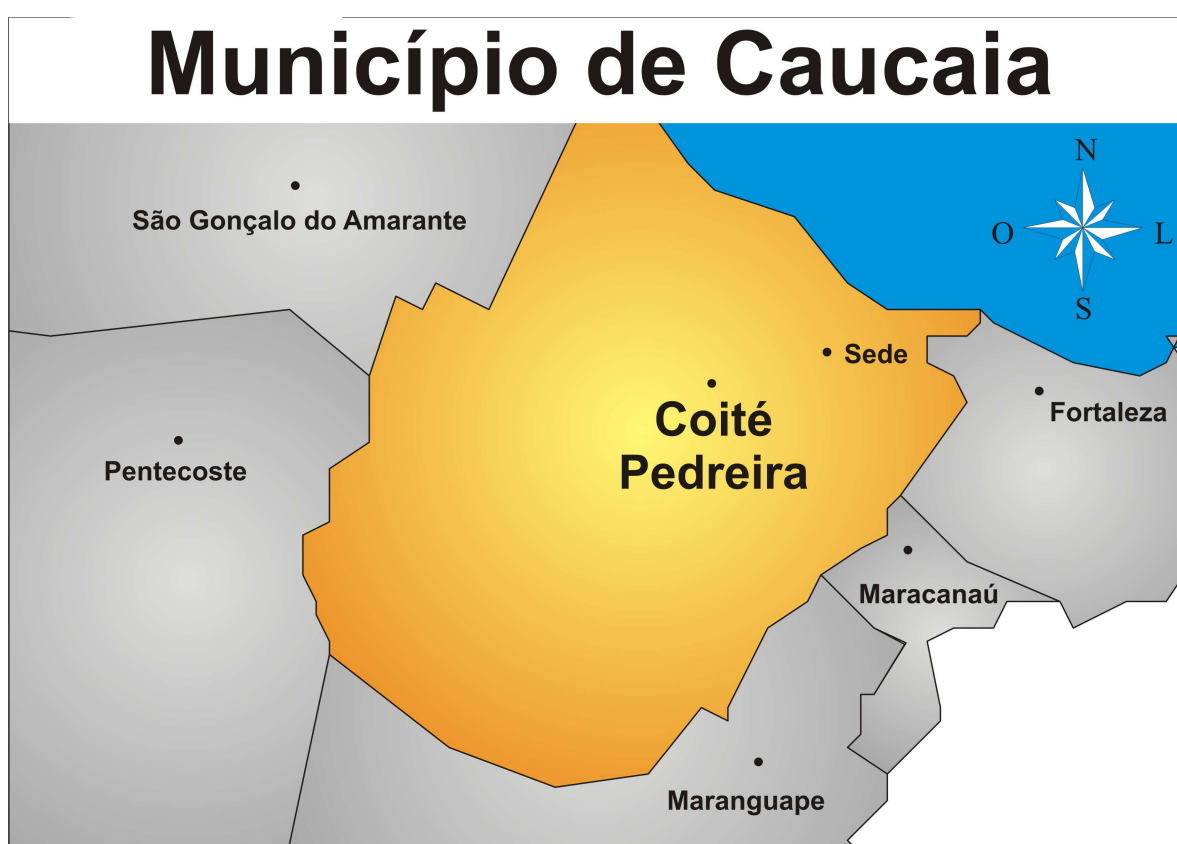 Município de Caucaia
N
São Gonçalo do Amarante
O
L
S
Sede
Coité
Pedreira
Fortaleza
Pentecoste
Maracanaú
Maranguape